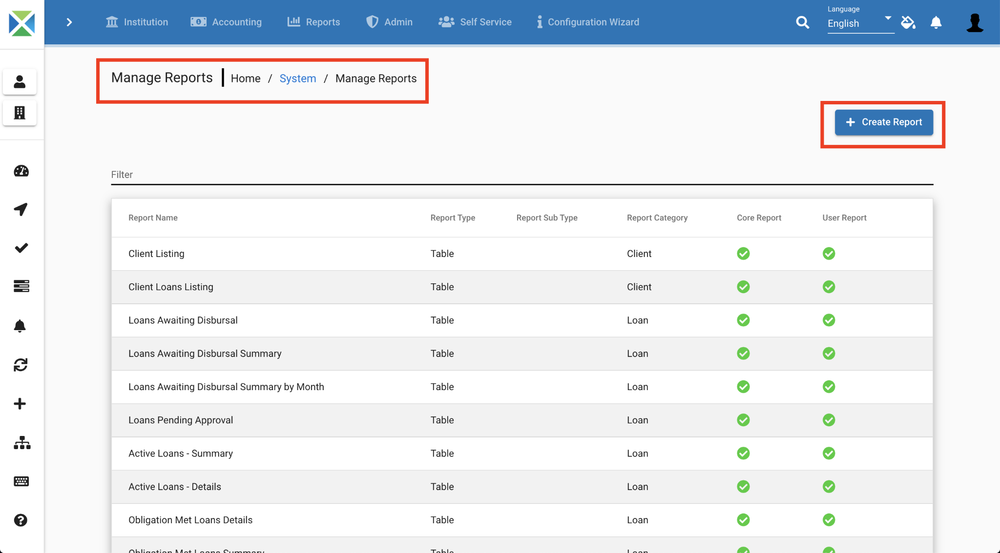 Institution Accounting Reports Admin Self Service Configuration Wizard Language English
Manage Reports Home / System / Manage Reports
Create Report
Filter
Report Name Report Type Report Sub Type Report Category Core Report User Report
Client Listing Table Client
Client Loans Listing Table Client
Loans Awaiting Disbursal Table Loan
Loans Awaiting Disbursal Summary Table Loan
Loans Awaiting Disbursal Summary by Month Table Loan
Loans Pending Approval Table Loan
Active Loans - Summary Table Loan
Active Loans - Details Table Loan
Obligation Met Loans Details Table Loan
Obligation Met Loans Summary Table Loan